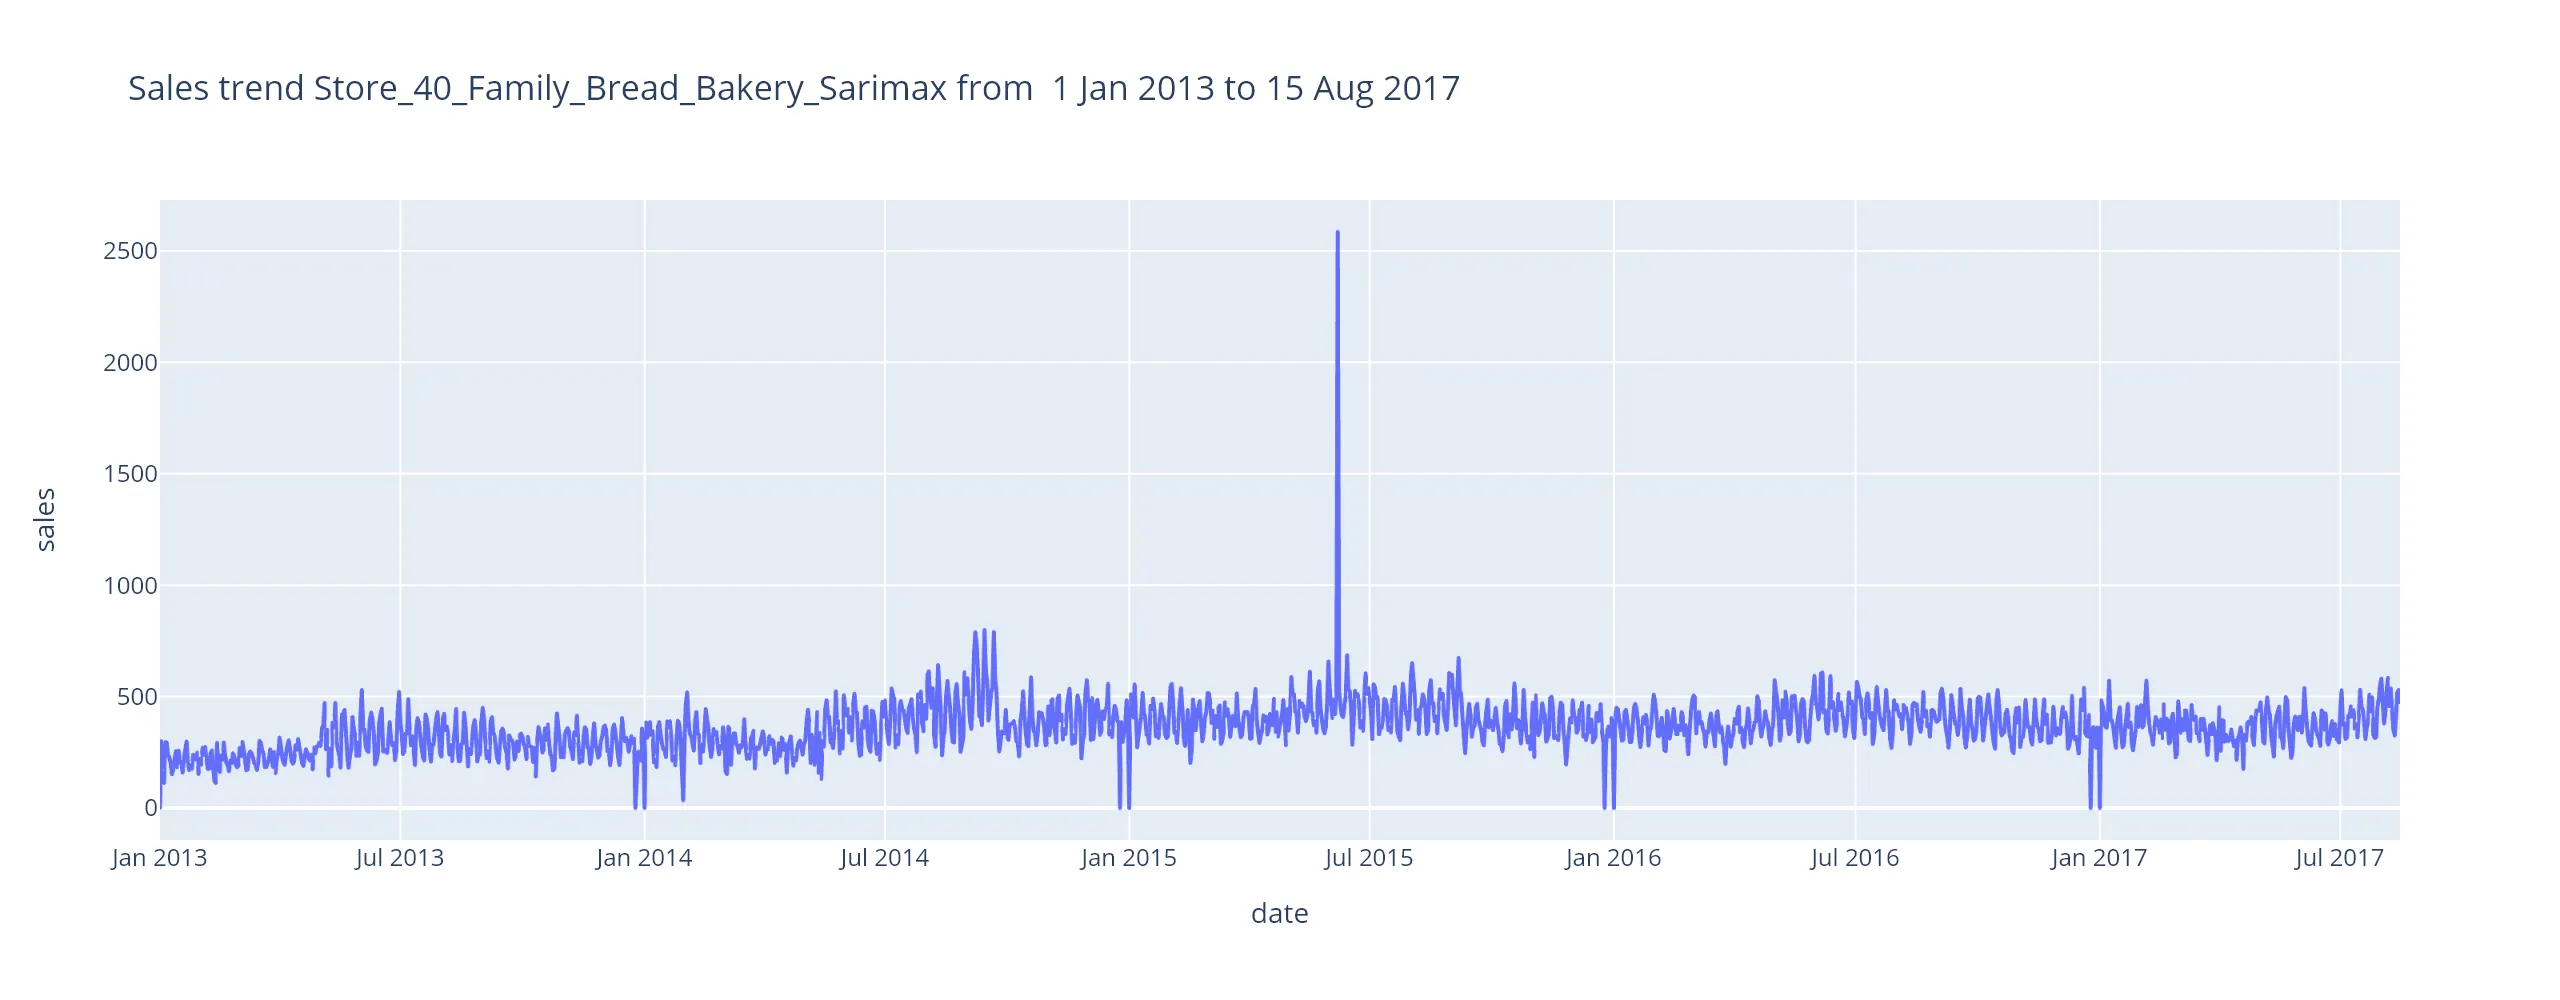 Sales trend Store_40_Family_Bread_Bakery_Sarimax from  1 Jan 2013 to 15 Aug 2017
2500
2000
1500
1000
500
0
sales
Jan 2013 Jul 2013 Jan 2014 Jul 2014 Jan 2015 Jul 2015 Jan 2016 Jul 2016 Jan 2017 Jul 2017
date